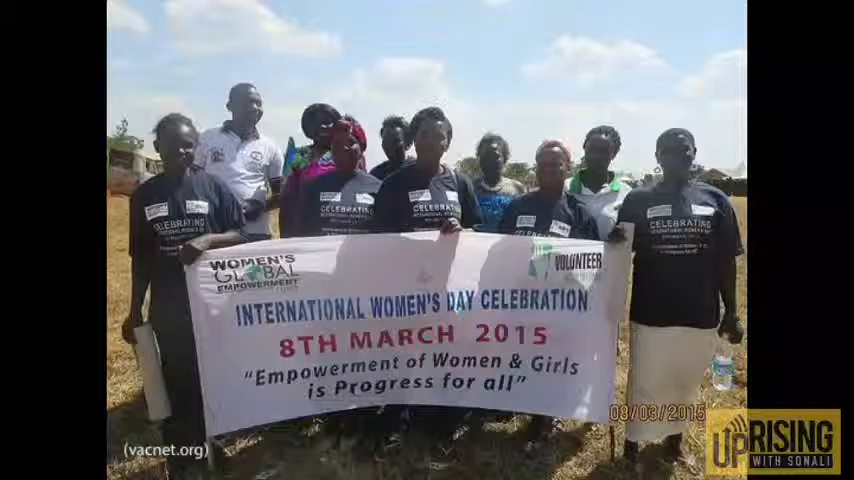 CELEBRATING
CELEBRATING
CELEBRATING
CELEBRATING
CELEBRATING
WOMEN'S
GLOBAL
EMPOWERMENT
VOLUNTEER
INTERNATIONAL WOMEN'S DAY CELEBRATION
8TH MARCH 2015
"Empowerment of Women & Girls
is Progress for all"
08/03/2015
(vacnet.org)
UPRISING
WITH SONALI